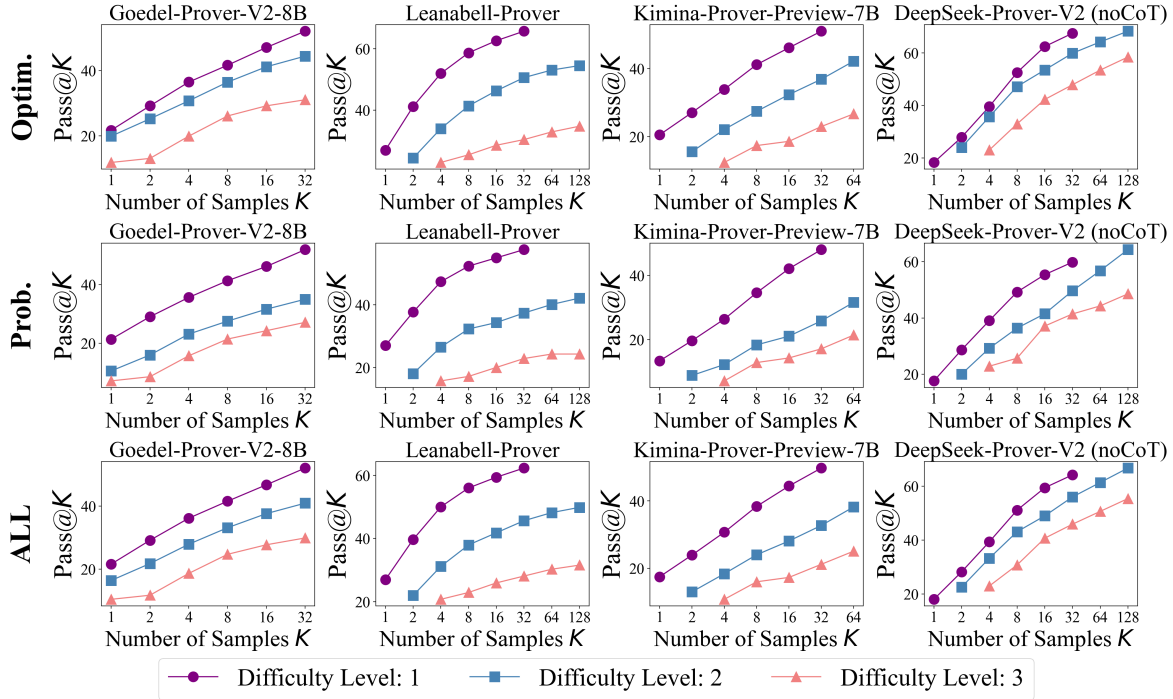 Goedel-Prover-V2-8B Leanabell-Prover Kimina-Prover-Preview-7B DeepSeek-Prover-V2 (noCoT)
Optim.
Pass@K 40 20
1 2 4 8 16 32
Number of Samples K
Pass@K 60 40
1 2 4 8 16 32 64 128
Number of Samples K
Pass@K 40 20
1 2 4 8 16 32 64
Number of Samples K
Pass@K 60 40 20
1 2 4 8 16 32 64 128
Number of Samples K
Goedel-Prover-V2-8B Leanabell-Prover Kimina-Prover-Preview-7B DeepSeek-Prover-V2 (noCoT)
Prob.
Pass@K 40 20
1 2 4 8 16 32
Number of Samples K
Pass@K 40 20
1 2 4 8 16 32 64 128
Number of Samples K
Pass@K 40 20
1 2 4 8 16 32 64
Number of Samples K
Pass@K 60 40 20
1 2 4 8 16 32 64 128
Number of Samples K
Goedel-Prover-V2-8B Leanabell-Prover Kimina-Prover-Preview-7B DeepSeek-Prover-V2 (noCoT)
ALL
Pass@K 40 20
1 2 4 8 16 32
Number of Samples K
Pass@K 60 40 20
1 2 4 8 16 32 64 128
Number of Samples K
Pass@K 40 20
1 2 4 8 16 32 64
Number of Samples K
Pass@K 60 40 20
1 2 4 8 16 32 64 128
Number of Samples K
Difficulty Level: 1 Difficulty Level: 2 Difficulty Level: 3